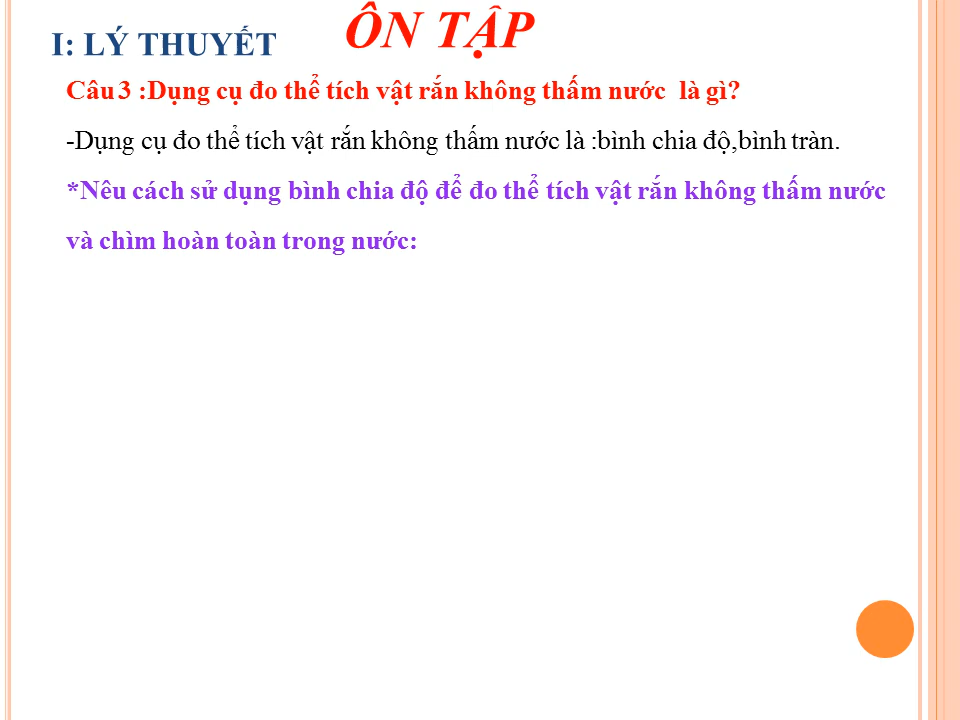 ÔN TẬP
I: LÝ THUYẾT
Câu 3 :Dụng cụ đo thể tích vật rắn không thấm nước là gì?
-Dụng cụ đo thể tích vật rắn không thấm nước là :bình chia độ,bình tràn.
*Nêu cách sử dụng bình chia độ để đo thể tích vật rắn không thấm nước
và chìm hoàn toàn trong nước: